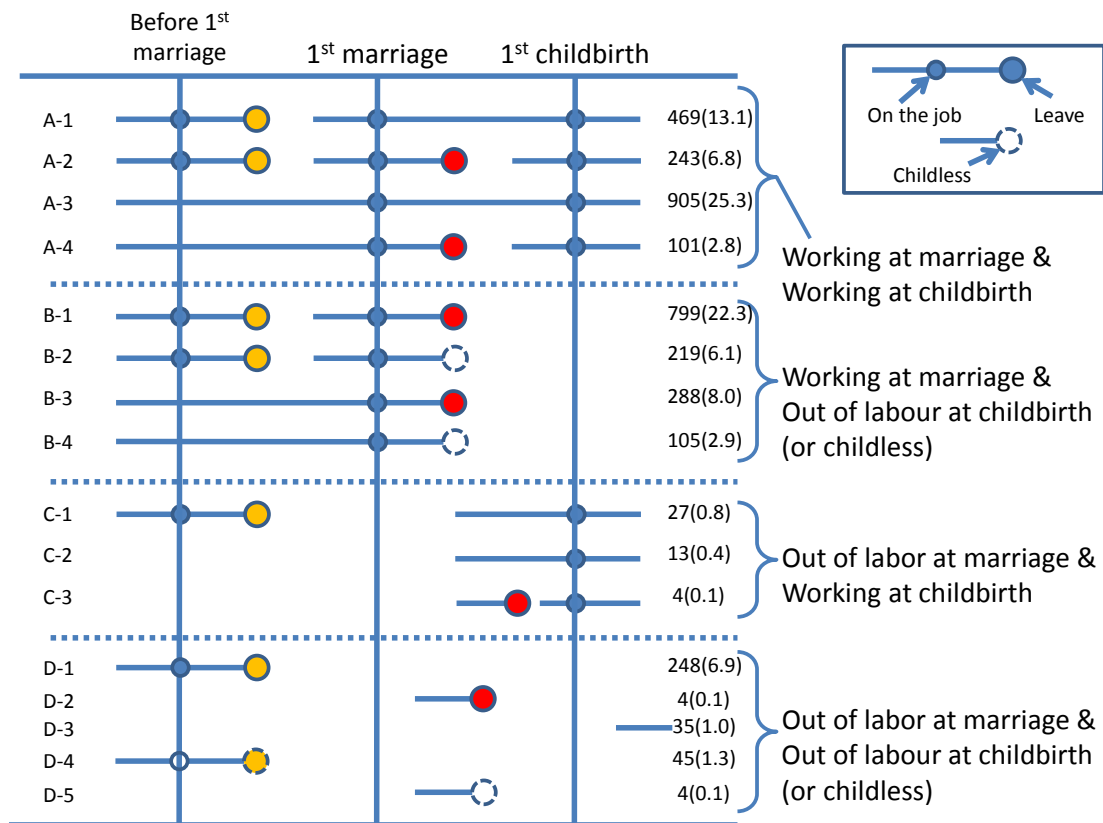 Before 1st
marriage
1st marriage
1st childbirth
On the job
Leave
Childless
A-1 469(13.1)
A-2 243(6.8)
A-3 905(25.3)
A-4 101(2.8)
Working at marriage &
Working at childbirth
B-1 799(22.3)
B-2 219(6.1)
B-3 288(8.0)
B-4 105(2.9)
Working at marriage &
Out of labour at childbirth
(or childless)
C-1 27(0.8)
C-2 13(0.4)
C-3 4(0.1)
Out of labor at marriage &
Working at childbirth
D-1 248(6.9)
D-2 4(0.1)
D-3 35(1.0)
D-4 45(1.3)
D-5 4(0.1)
Out of labor at marriage &
Out of labour at childbirth
(or childless)